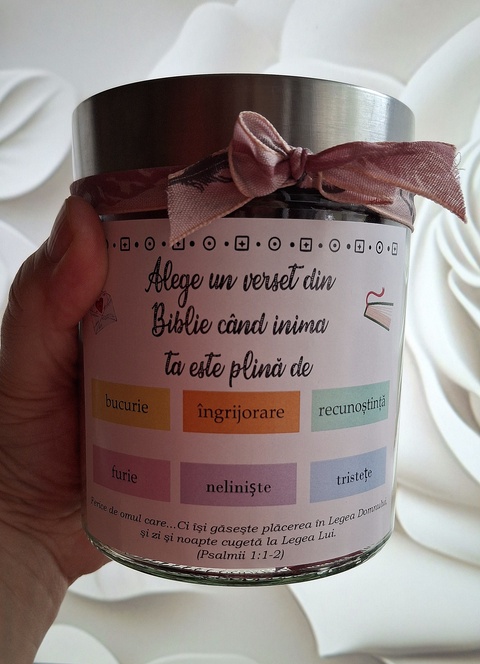 Alege un verset din
Biblie când inima
ta este plină de
bucurie
îngrijorare
recunoștință
furie
neliniște
tristețe
Ferice de omul care...Ci își găsește plăcerea în Legea Domnului,
și zi și noapte cugetă la Legea Lui.
(Psalmii 1:1-2)